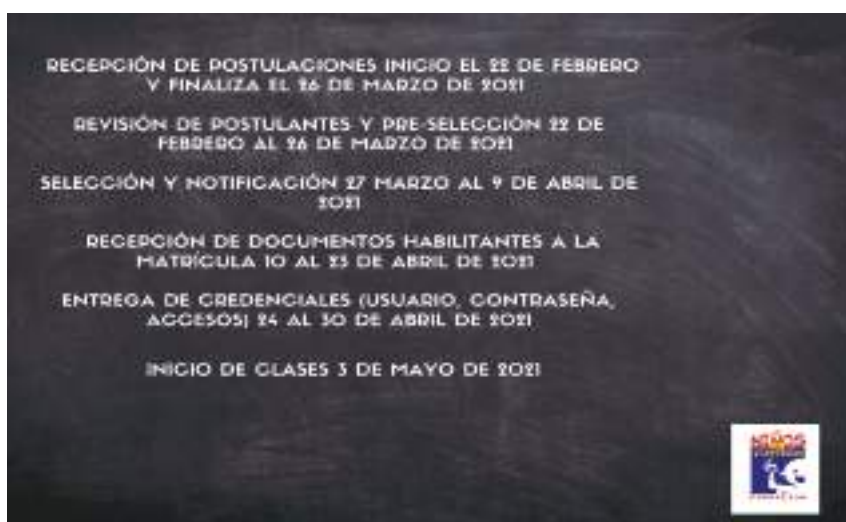 RECEPCIÓN DE POSTULACIONES INICIO EL 22 DE FEBRERO
Y FINALIZA EL 26 DE MARZO DE 2021
REVISIÓN DE POSTULANTES Y PRE-SELECCIÓN 22 DE
FEBRERO AL 26 DE MARZO DE 2021
SELECCIÓN Y NOTIFICACIÓN 27 MARZO AL 9 DE ABRIL DE
2021
RECEPCIÓN DE DOCUMENTOS HABILITANTES A LA
MATRÍCULA 10 AL 23 DE ABRIL DE 2021
ENTREGA DE CREDENCIALES (USUARIO, CONTRASEÑA,
ACCESOS) 24 AL 30 DE ABRIL DE 2021
INICIO DE CLASES 3 DE MAYO DE 2021
NIÑOS